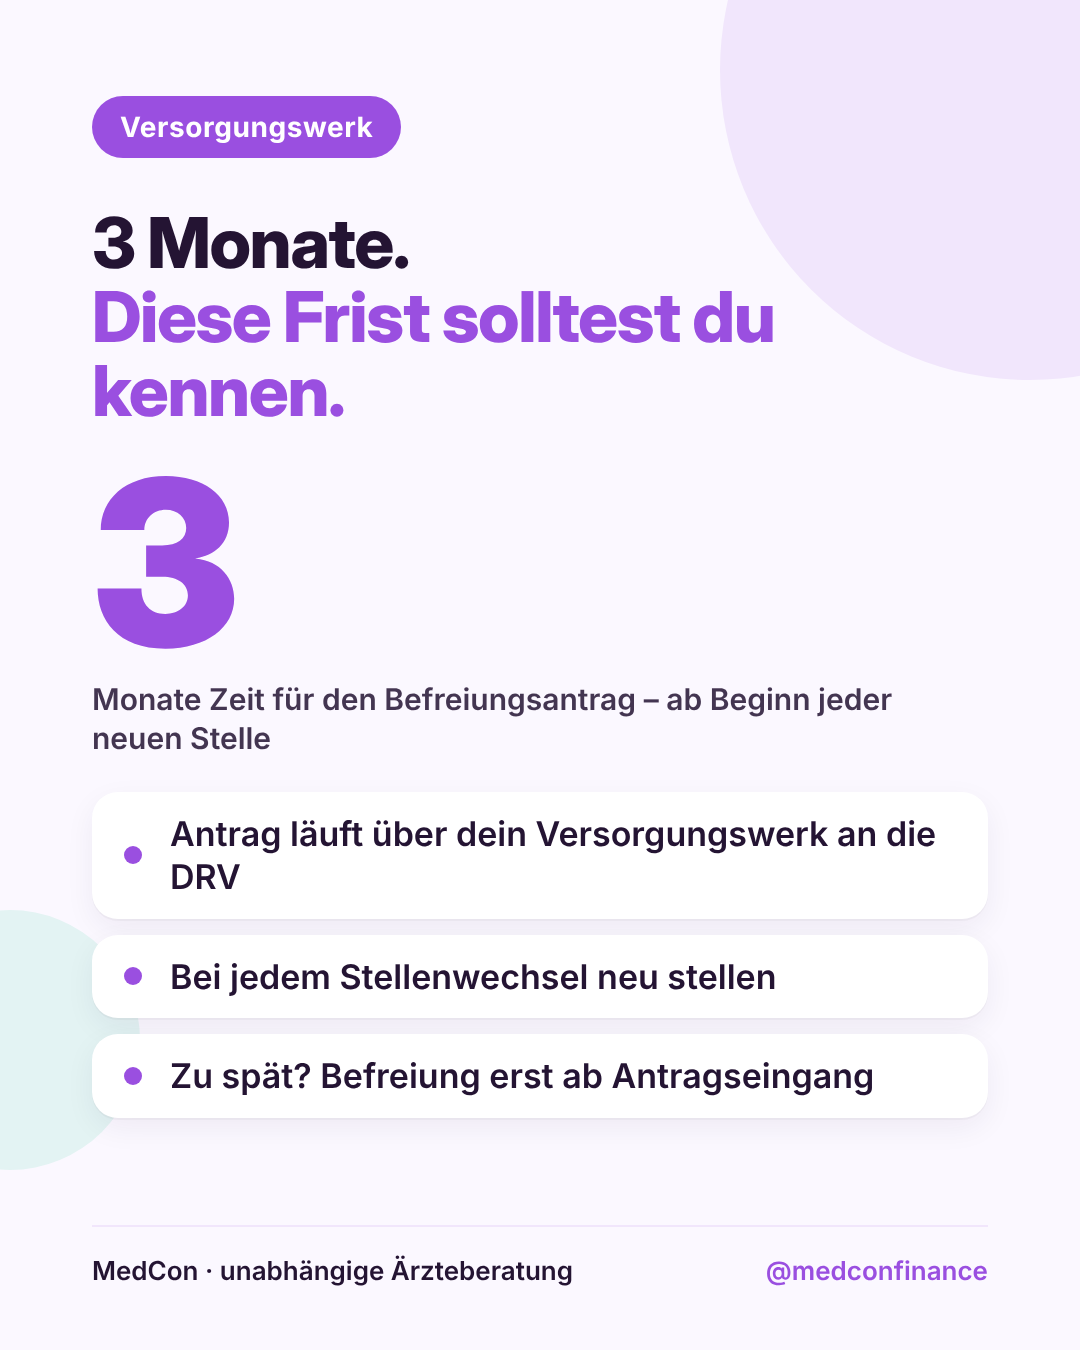 Versorgungswerk
3 Monate.
Diese Frist solltest du
kennen.
3
Monate Zeit für den Befreiungsantrag – ab Beginn jeder
neuen Stelle
Antrag läuft über dein Versorgungswerk an die
DRV
Bei jedem Stellenwechsel neu stellen
Zu spät? Befreiung erst ab Antragseingang
MedCon · unabhängige Ärzteberatung
@medconfinance